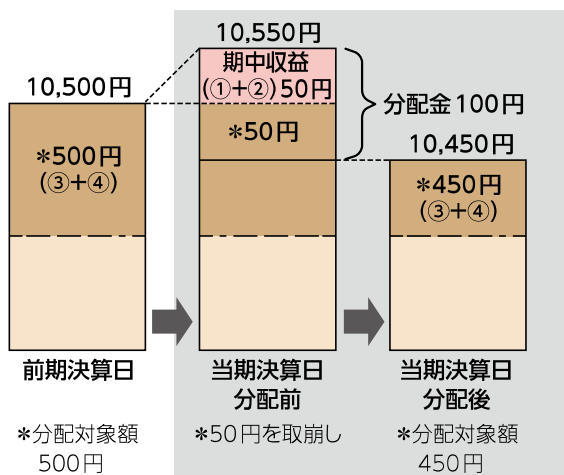 10,500円
＊500円
(③+④)
前期決算日
＊分配対象額
500円
10,550円
期中収益
(①+②)50円
＊50円
分配金100円
当期決算日
分配前
＊50円を取崩し
10,450円
＊450円
(③+④)
当期決算日
分配後
＊分配対象額
450円